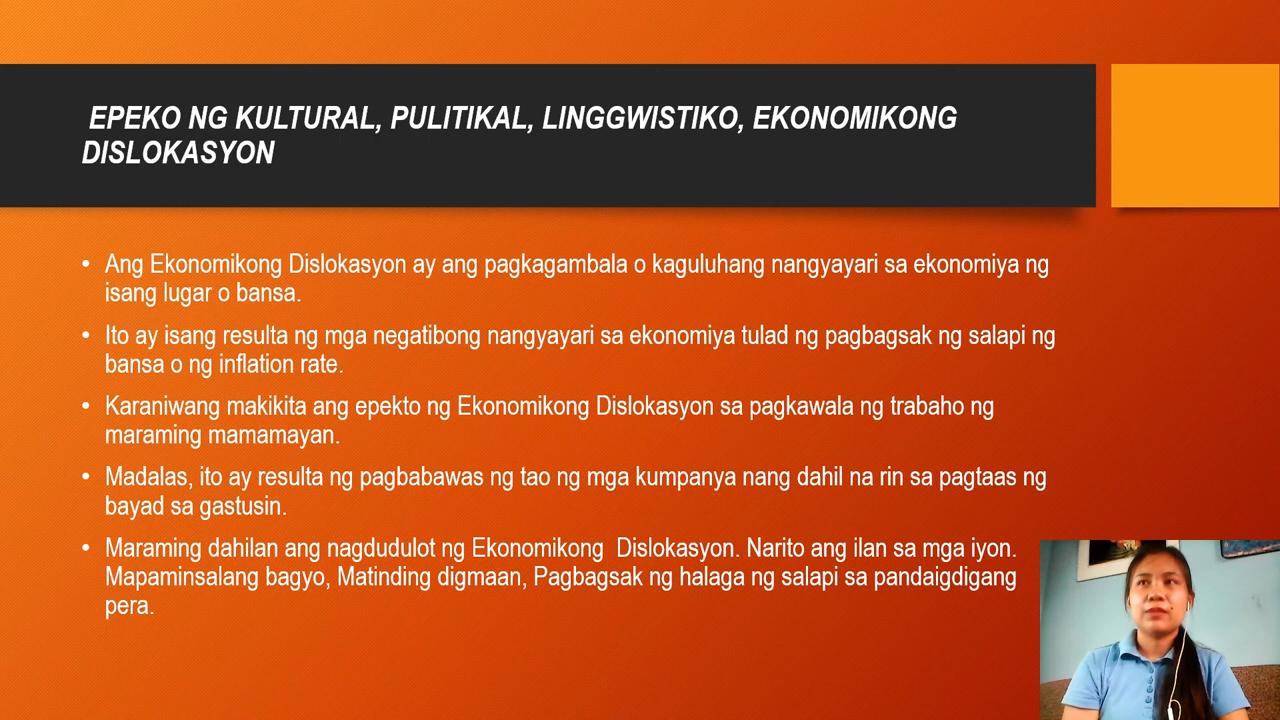 EPEKO NG KULTURAL, PULITIKAL, LINGGWISTIKO, EKONOMIKONG
DISLOKASYON
• Ang Ekonomikong Dislokasyon ay ang pagkagambala o kaguluhang nangyayari sa ekonomiya ng
isang lugar o bansa.
• Ito ay isang resulta ng mga negatibong nangyayari sa ekonomiya tulad ng pagbagsak ng salapi ng
bansa o ng inflation rate.
• Karaniwang makikita ang epekto ng Ekonomikong Dislokasyon sa pagkawala ng trabaho ng
maraming mamamayan.
• Madalas, ito ay resulta ng pagbabawas ng tao ng mga kumpanya nang dahil na rin sa pagtaas ng
bayad sa gastusin.
• Maraming dahilan ang nagdudulot ng Ekonomikong  Dislokasyon. Narito ang ilan sa mga iyon.
Mapaminsalang bagyo, Matinding digmaan, Pagbagsak ng halaga ng salapi sa pandaigdigang
pera.